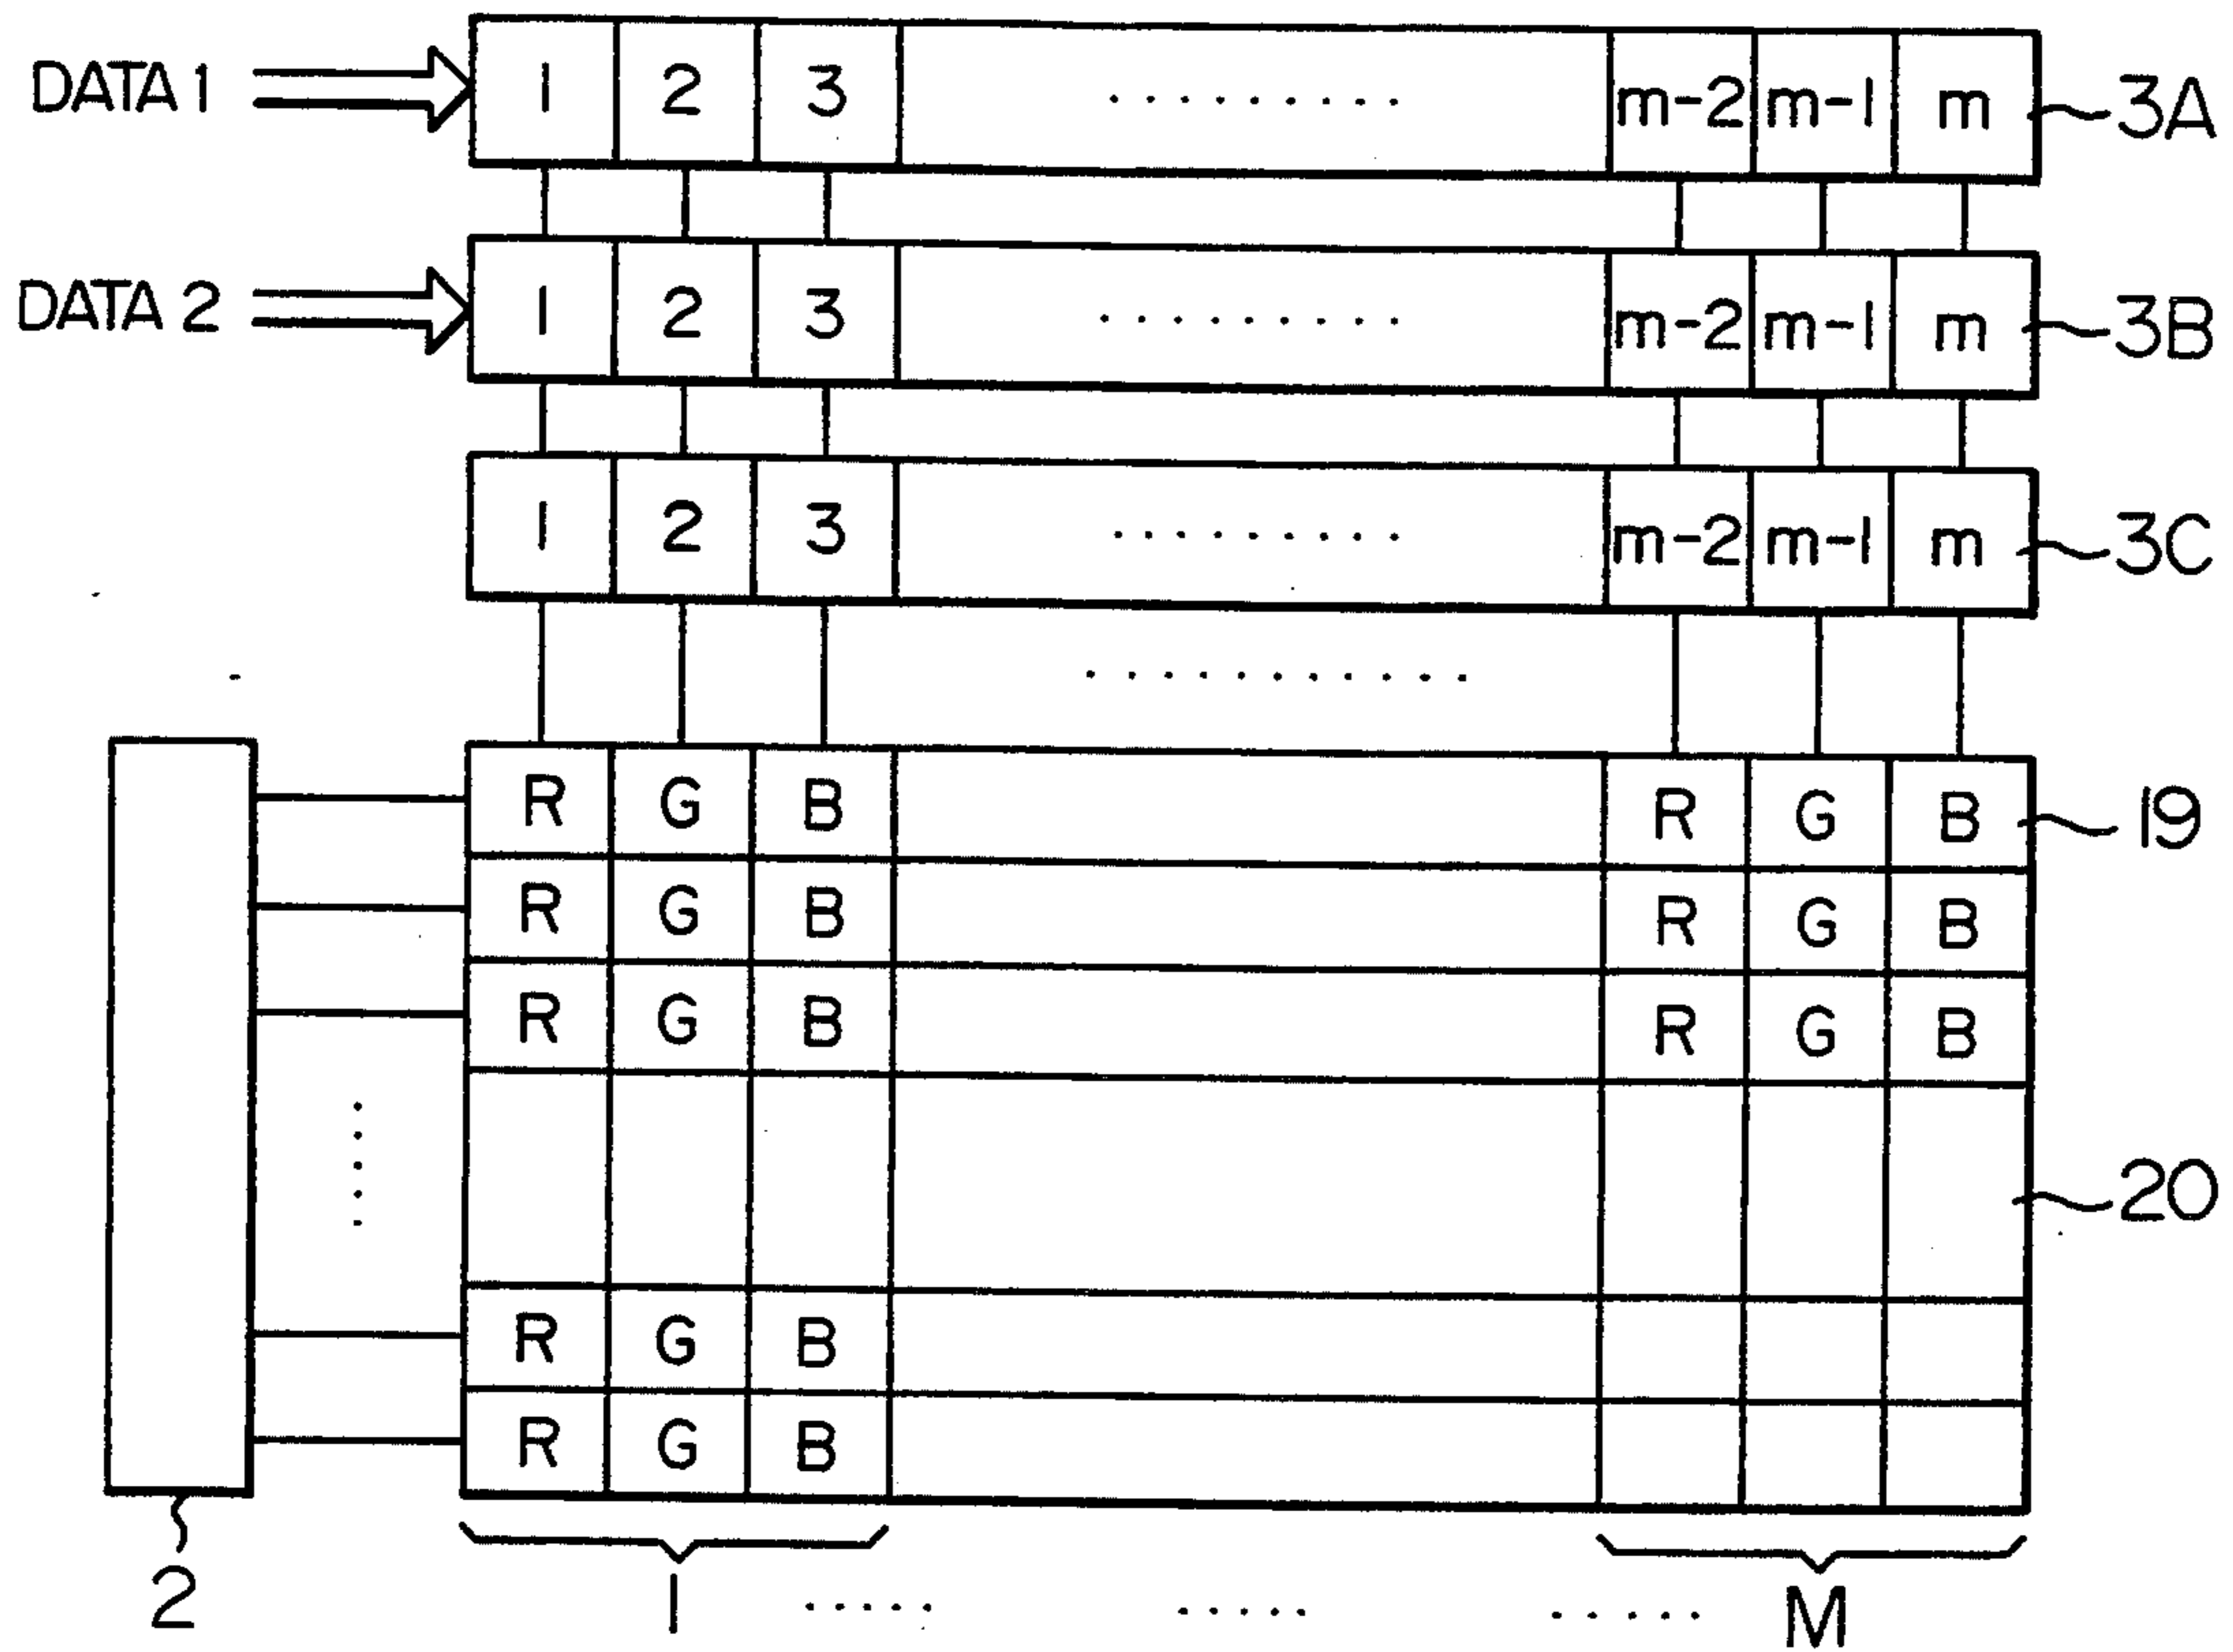 DATA 1 1 2 3 ......... m-2 m-1 m 3A
DATA 2 1 2 3 ......... m-2 m-1 m 3B
1 2 3 ......... m-2 m-1 m 3C
...........
R G B R G B 19
R G B R G B
R G B R G B
20
R G B
R G B
2 1 ..... ..... ..... M